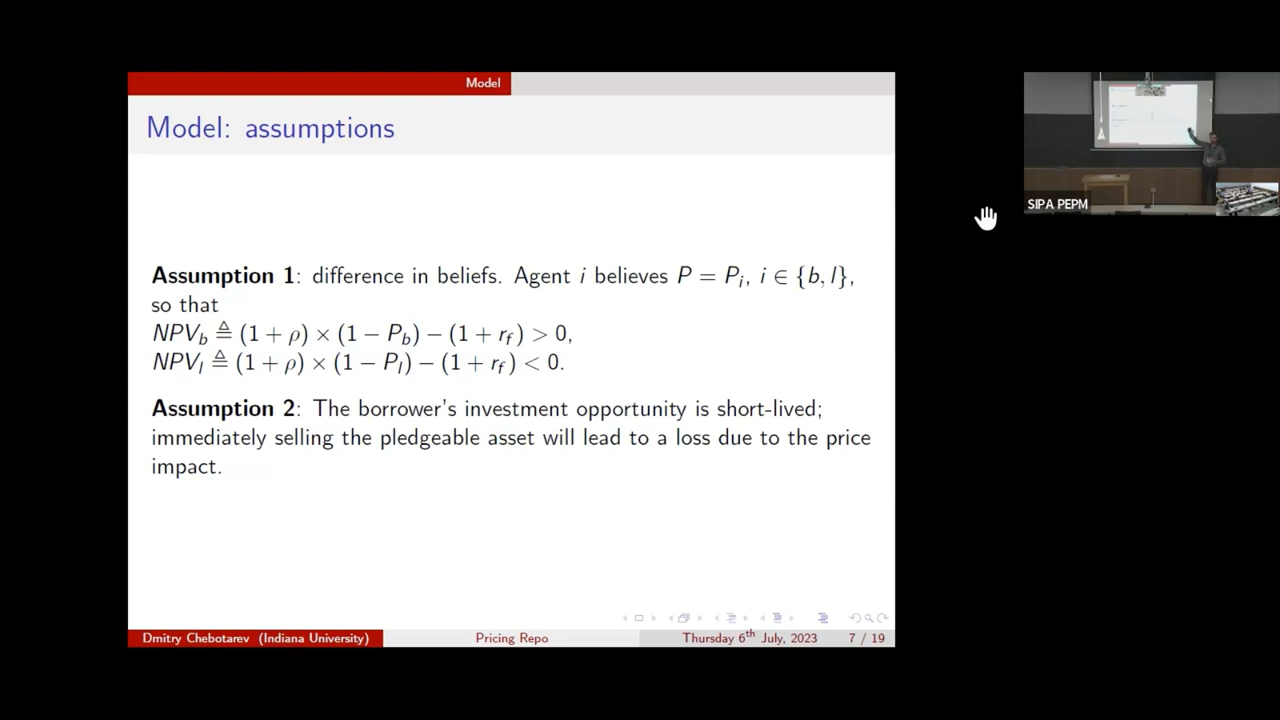 Model
Model: assumptions
Assumption 1: difference in beliefs. Agent i believes P = P_i, i ∈ {b, l},
so that
NPV_b ≜ (1 + ρ) × (1 − P_b) − (1 + r_f) > 0,
NPV_l ≜ (1 + ρ) × (1 − P_l) − (1 + r_f) < 0.
Assumption 2: The borrower's investment opportunity is short-lived;
immediately selling the pledgeable asset will lead to a loss due to the price
impact.
Dmitry Chebotarev (Indiana University)
Pricing Repo
Thursday 6th July, 2023
7 / 19
SIPA PEPM